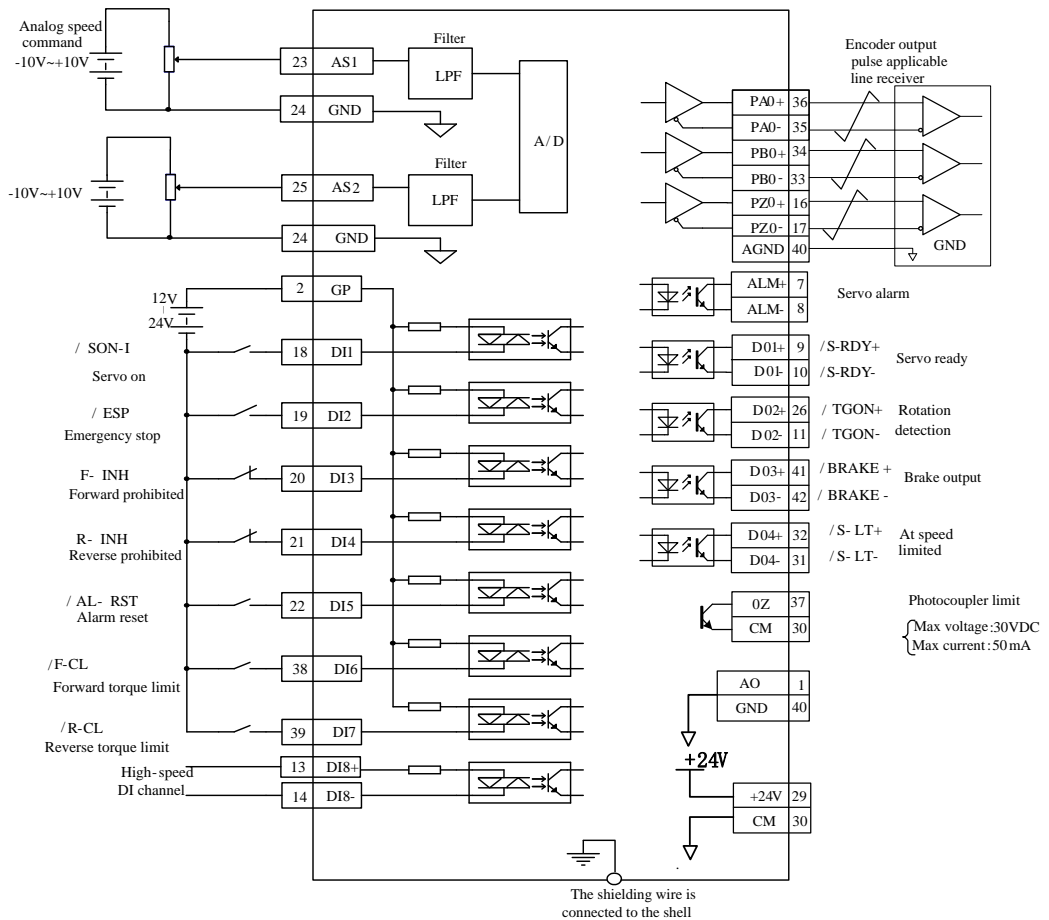 Analog speed
command
-10V~+10V
23 AS1
Filter
LPF
24 GND
A/D
-10V~+10V
25 AS2
Filter
LPF
24 GND
2 GP
12V
24V
/ SON-I
Servo on
18 DI1
/ ESP
Emergency stop
19 DI2
F- INH
Forward prohibited
20 DI3
R- INH
Reverse prohibited
21 DI4
/ AL- RST
Alarm reset
22 DI5
/F-CL
Forward torque limit
38 DI6
/R-CL
Reverse torque limit
39 DI7
High-speed
DI channel
13 DI8+
14 DI8-
Encoder output
pulse applicable
line receiver
PA0+ 36
PA0- 35
PB0+ 34
PB0- 33
PZ0+ 16
PZ0- 17
AGND 40
GND
ALM+ 7
ALM- 8
Servo alarm
D01+ 9 /S-RDY+
D01- 10 /S-RDY-
Servo ready
D02+ 26 / TGON+
D02- 11 / TGON-
Rotation
detection
D03+ 41 / BRAKE +
D03- 42 / BRAKE -
Brake output
D04+ 32 /S- LT+
D04- 31 /S- LT-
At speed
limited
0Z 37
CM 30
Photocoupler limit
Max voltage:30VDC
Max current:50mA
AO 1
GND 40
+24V
+24V 29
CM 30
The shielding wire is
connected to the shell